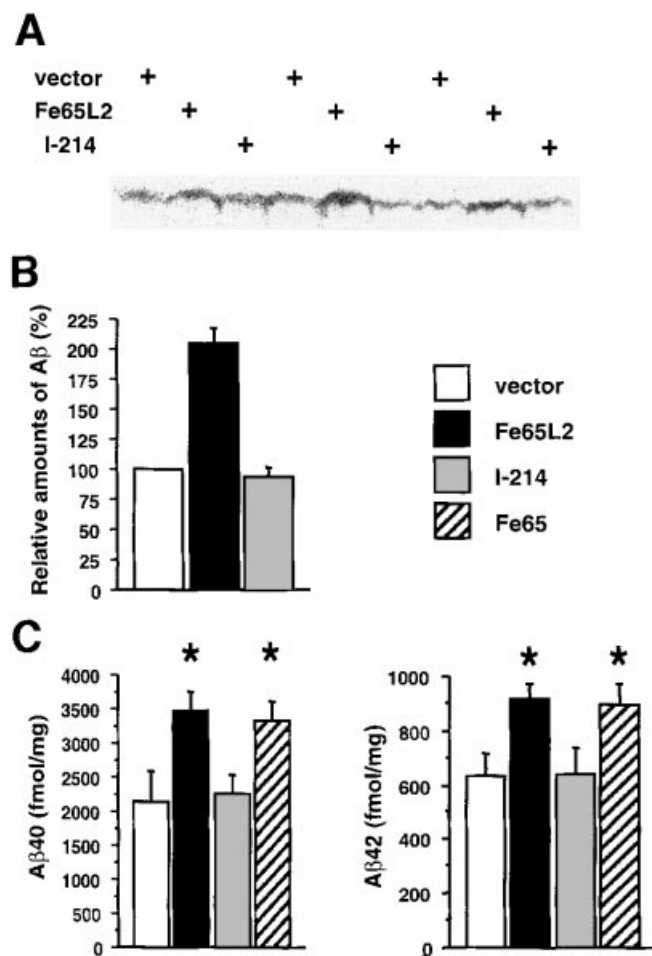 A
vector + + +
Fe65L2 + + +
I-214 + + +
B
Relative amounts of Aβ (%)
225
200
175
150
125
100
75
50
25
0
vector
Fe65L2
I-214
Fe65
C
* *
Aβ40 (fmol/mg)
4000
3500
3000
2500
2000
1500
1000
500
0
* *
Aβ42 (fmol/mg)
1000
800
600
400
200
0